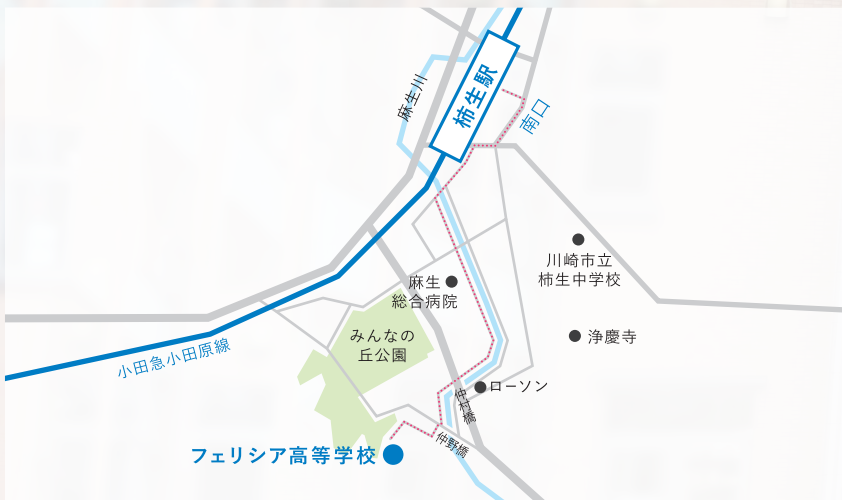 柿生駅
麻生川
南口
川崎市立
柿生中学校
麻生
総合病院
浄慶寺
みんなの
丘公園
小田急小田原線
ローソン
仲村橋
仲野橋
フェリシア高等学校